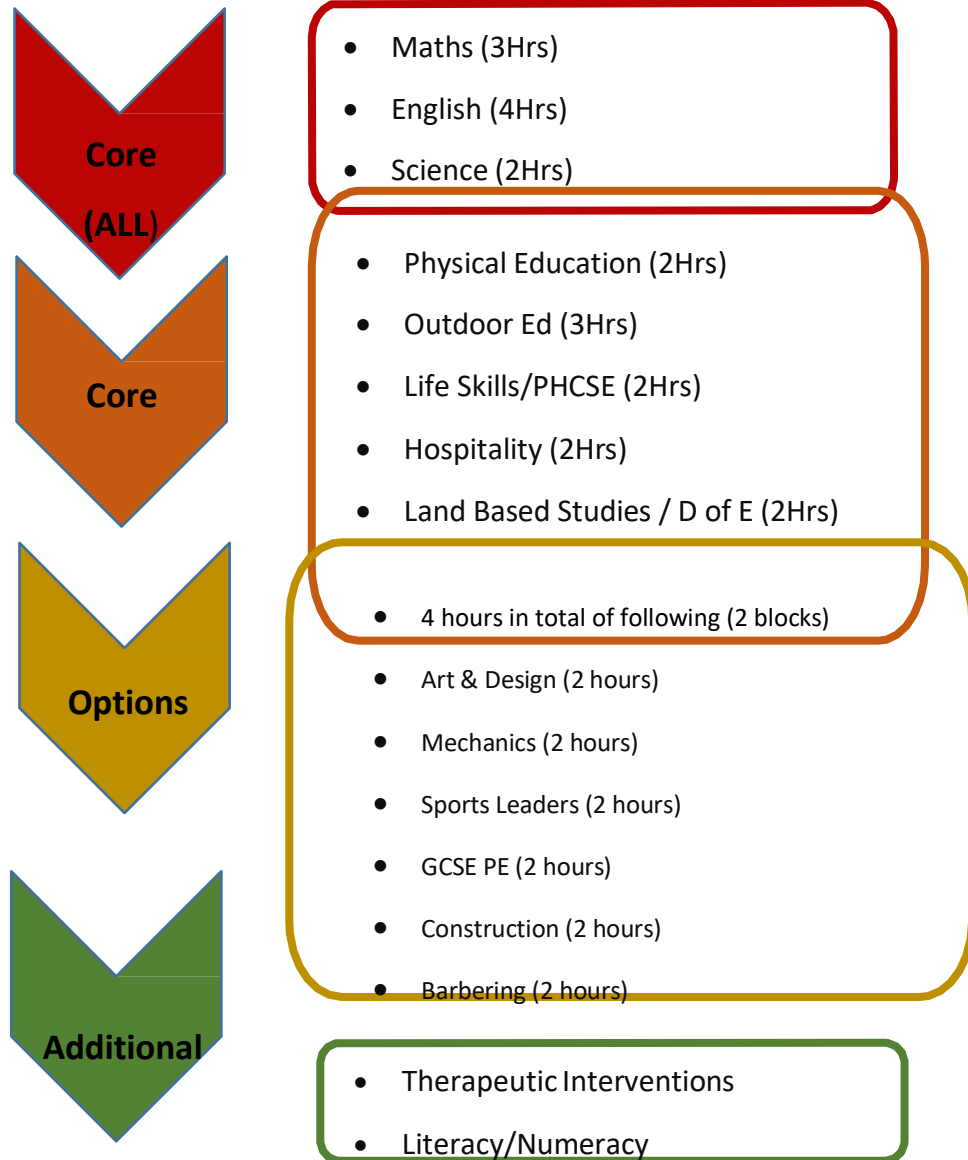 Core
(ALL)
• Maths (3Hrs)
• English (4Hrs)
• Science (2Hrs)
Core
• Physical Education (2Hrs)
• Outdoor Ed (3Hrs)
• Life Skills/PHCSE (2Hrs)
• Hospitality (2Hrs)
• Land Based Studies / D of E (2Hrs)
Options
• 4 hours in total of following (2 blocks)
• Art & Design (2 hours)
• Mechanics (2 hours)
• Sports Leaders (2 hours)
• GCSE PE (2 hours)
• Construction (2 hours)
• Barbering (2 hours)
Additional
• Therapeutic Interventions
• Literacy/Numeracy